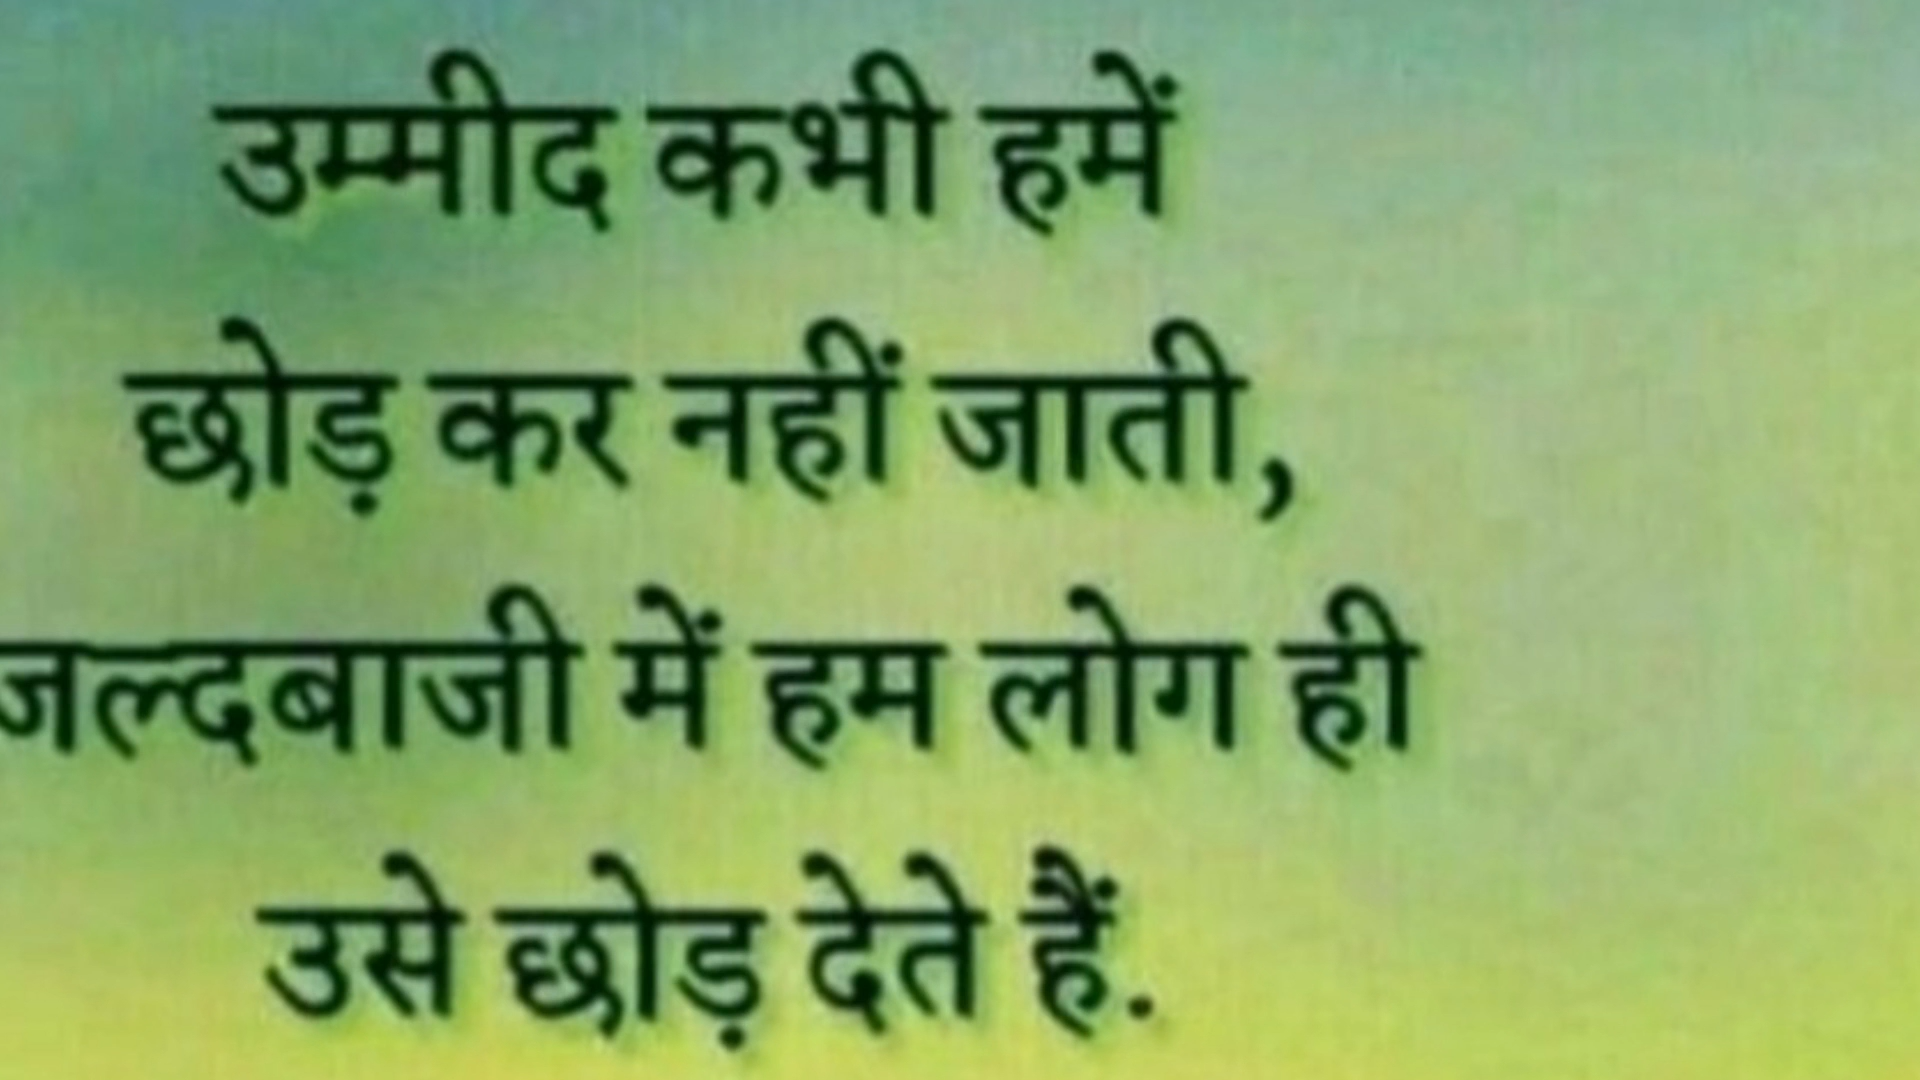 उम्मीद कभी हमें
छोड़ कर नहीं जाती,
जल्दबाजी में हम लोग ही
उसे छोड़ देते हैं.